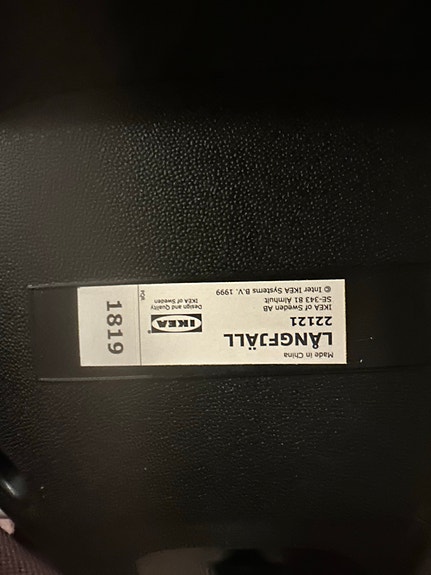 Made in China
LÅNGFJÄLL
22121
IKEA of Sweden AB
SE-343 81 Älmhult
© Inter IKEA Systems B.V. 1999
IKEA®
Design and Quality
IKEA of Sweden
1819